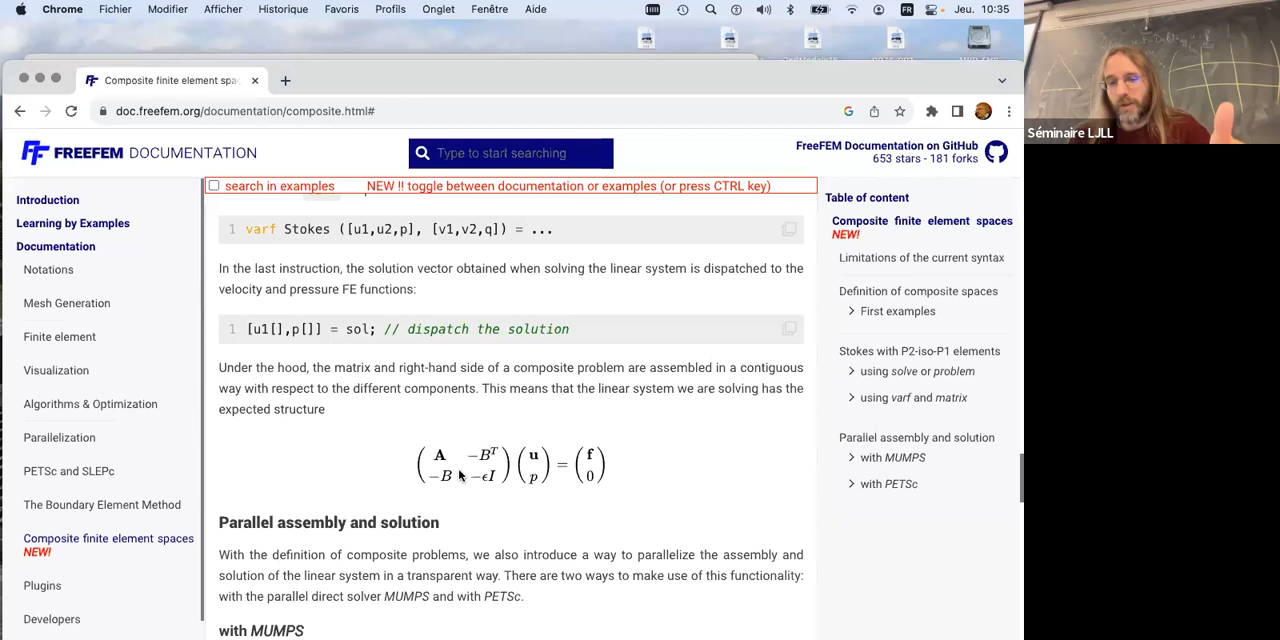 Chrome Fichier Modifier Afficher Historique Favoris Profils Onglet Fenêtre Aide FR Jeu. 10:35
Composite finite element spa
doc.freefem.org/documentation/composite.html#
Séminaire LJLL
FREEFEM DOCUMENTATION
Type to start searching
FreeFEM Documentation on GitHub
653 stars - 181 forks
search in examples NEW !! toggle between documentation or examples (or press CTRL key)
Introduction
Learning by Examples
Documentation
Notations
Mesh Generation
Finite element
Visualization
Algorithms & Optimization
Parallelization
PETSc and SLEPc
The Boundary Element Method
Composite finite element spaces
NEW!
Plugins
Developers
1 varf Stokes ([u1,u2,p], [v1,v2,q]) = ...
In the last instruction, the solution vector obtained when solving the linear system is dispatched to the
velocity and pressure FE functions:
1 [u1[],p[]] = sol; // dispatch the solution
Under the hood, the matrix and right-hand side of a composite problem are assembled in a contiguous
way with respect to the different components. This means that the linear system we are solving has the
expected structure
( A −Bᵀ ) ( u ) = ( f )
( −B −ϵI ) ( p ) ( 0 )
Parallel assembly and solution
With the definition of composite problems, we also introduce a way to parallelize the assembly and
solution of the linear system in a transparent way. There are two ways to make use of this functionality:
with the parallel direct solver MUMPS and with PETSc.
with MUMPS
Table of content
Composite finite element spaces
NEW!
Limitations of the current syntax
Definition of composite spaces
First examples
Stokes with P2-iso-P1 elements
using solve or problem
using varf and matrix
Parallel assembly and solution
with MUMPS
with PETSc